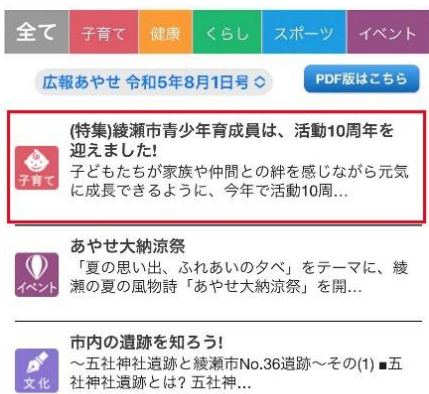 全て 子育て 健康 くらし スポーツ イベント
広報あやせ 令和5年8月1日号 PDF版はこちら
(特集)綾瀬市青少年育成員は、活動10周年を
迎えました!
子育て
子どもたちが家族や仲間との絆を感じながら元気
に成長できるように、今年で活動10周…
あやせ大納涼祭
イベント
「夏の思い出、ふれあいの夕べ」をテーマに、綾
瀬の夏の風物詩「あやせ大納涼祭」を開…
市内の遺跡を知ろう!
文化
～五社神社遺跡と綾瀬市No.36遺跡～その(1) ■五
社神社遺跡とは? 五社神…